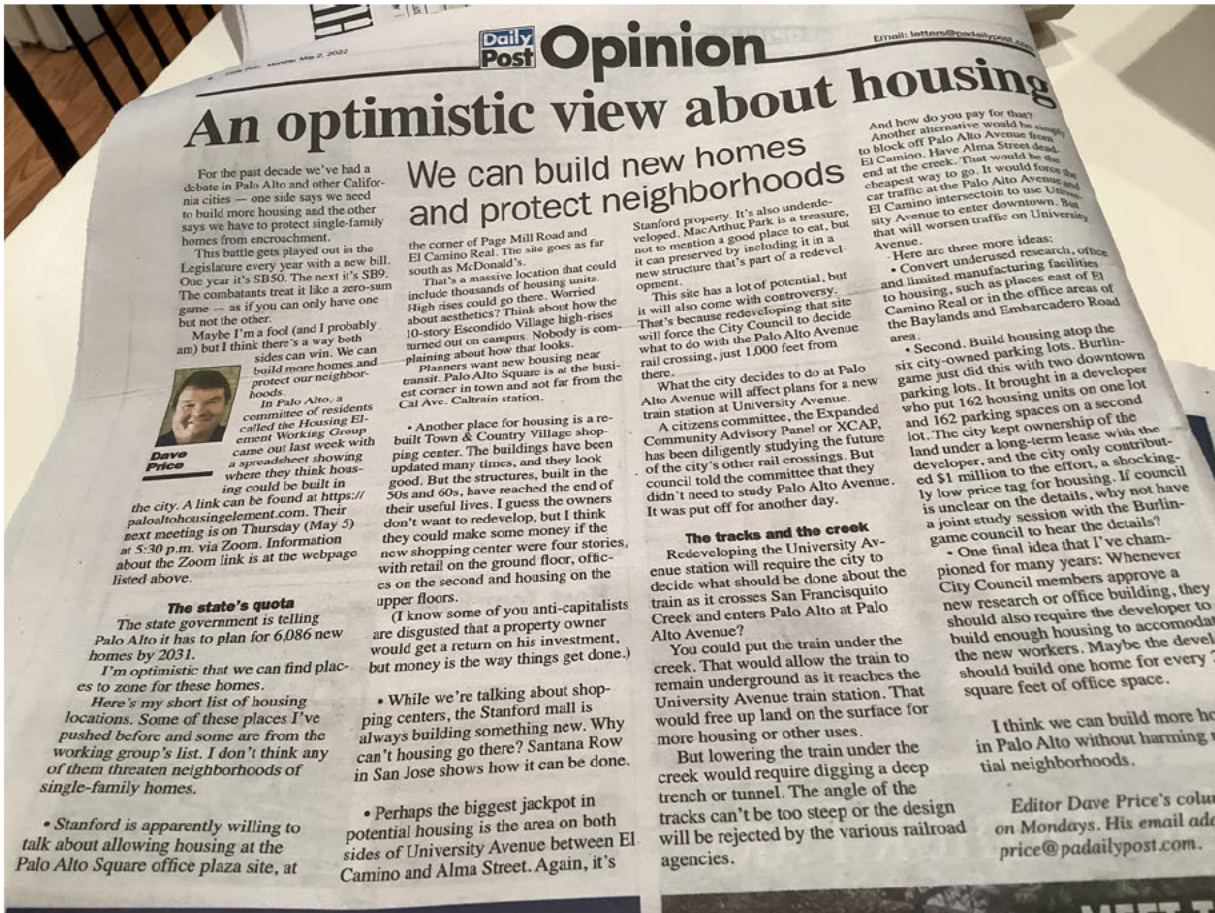 Daily Post, Monday, May 2, 2022
Daily
Post
Opinion
Email: letters@padailypost.com
An optimistic view about housing
For the past decade we've had a
debate in Palo Alto and other Califor-
nia cities — one side says we need
to build more housing and the other
says we have to protect single-family
homes from encroachment.
This battle gets played out in the
Legislature every year with a new bill.
One year it's SB50. The next it's SB9.
The combatants treat it like a zero-sum
game — as if you can only have one
but not the other.
Maybe I'm a fool (and I probably
am) but I think there's a way both
sides can win. We can
build more homes and
protect our neighbor-
hoods.
In Palo Alto, a
committee of residents
called the Housing El-
ement Working Group
came out last week with
a spreadsheet showing
where they think hous-
ing could be built in
Dave
Price
the city. A link can be found at https://
paloaltohousingelement.com. Their
next meeting is on Thursday (May 5)
at 5:30 p.m. via Zoom. Information
about the Zoom link is at the webpage
listed above.
The state's quota
The state government is telling
Palo Alto it has to plan for 6,086 new
homes by 2031.
I'm optimistic that we can find plac-
es to zone for these homes.
Here's my short list of housing
locations. Some of these places I've
pushed before and some are from the
working group's list. I don't think any
of them threaten neighborhoods of
single-family homes.
• Stanford is apparently willing to
talk about allowing housing at the
Palo Alto Square office plaza site, at
We can build new homes
and protect neighborhoods
the corner of Page Mill Road and
El Camino Real. The site goes as far
south as McDonald's.
That's a massive location that could
include thousands of housing units.
High rises could go there. Worried
about aesthetics? Think about how the
10-story Escondido Village high-rises
turned out on campus. Nobody is com-
plaining about how that looks.
Planners want new housing near
transit. Palo Alto Square is at the busi-
est corner in town and not far from the
Cal Ave. Caltrain station.
• Another place for housing is a re-
built Town & Country Village shop-
ping center. The buildings have been
updated many times, and they look
good. But the structures, built in the
50s and 60s, have reached the end of
their useful lives. I guess the owners
don't want to redevelop, but I think
they could make some money if the
new shopping center were four stories,
with retail on the ground floor, offic-
es on the second and housing on the
upper floors.
(I know some of you anti-capitalists
are disgusted that a property owner
would get a return on his investment,
but money is the way things get done.)
• While we're talking about shop-
ping centers, the Stanford mall is
always building something new. Why
can't housing go there? Santana Row
in San Jose shows how it can be done.
• Perhaps the biggest jackpot in
potential housing is the area on both
sides of University Avenue between El
Camino and Alma Street. Again, it's
Stanford property. It's also underde-
veloped. MacArthur Park is a treasure,
not to mention a good place to eat, but
it can preserved by including it in a
new structure that's part of a redevel-
opment.
This site has a lot of potential, but
it will also come with controversy.
That's because redeveloping that site
will force the City Council to decide
what to do with the Palo Alto Avenue
rail crossing, just 1,000 feet from
there.
What the city decides to do at Palo
Alto Avenue will affect plans for a new
train station at University Avenue.
A citizens committee, the Expanded
Community Advisory Panel or XCAP,
has been diligently studying the future
of the city's other rail crossings. But
council told the committee that they
didn't need to study Palo Alto Avenue.
It was put off for another day.
The tracks and the creek
Redeveloping the University Av-
enue station will require the city to
decide what should be done about the
train as it crosses San Francisquito
Creek and enters Palo Alto at Palo
Alto Avenue?
You could put the train under the
creek. That would allow the train to
remain underground as it reaches the
University Avenue train station. That
would free up land on the surface for
more housing or other uses.
But lowering the train under the
creek would require digging a deep
trench or tunnel. The angle of the
tracks can't be too steep or the design
will be rejected by the various railroad
agencies.
And how do you pay for that?
Another alternative would be simply
to block off Palo Alto Avenue from
El Camino. Have Alma Street dead-
end at the creek. That would be the
cheapest way to go. It would force the
car traffic at the Palo Alto Avenue and
El Camino intersectoin to use Univer-
sity Avenue to enter downtown. But
that will worsen traffic on University
Avenue.
Here are three more ideas:
• Convert underused research, office
and limited manufacturing facilities
to housing, such as places east of El
Camino Real or in the office areas of
the Baylands and Embarcadero Road
area.
• Second. Build housing atop the
six city-owned parking lots. Burlin-
game just did this with two downtown
parking lots. It brought in a developer
who put 162 housing units on one lot
and 162 parking spaces on a second
lot. The city kept ownership of the
land under a long-term lease with the
developer, and the city only contribut-
ed $1 million to the effort, a shocking-
ly low price tag for housing. If council
is unclear on the details, why not have
a joint study session with the Burlin-
game council to hear the details?
• One final idea that I've cham-
pioned for many years: Whenever
City Council members approve a
new research or office building, they
should also require the developer to
build enough housing to accomodat
the new workers. Maybe the devel
should build one home for every
square feet of office space.
I think we can build more ho
in Palo Alto without harming
tial neighborhoods.
Editor Dave Price's colu
on Mondays. His email add
price@padailypost.com.